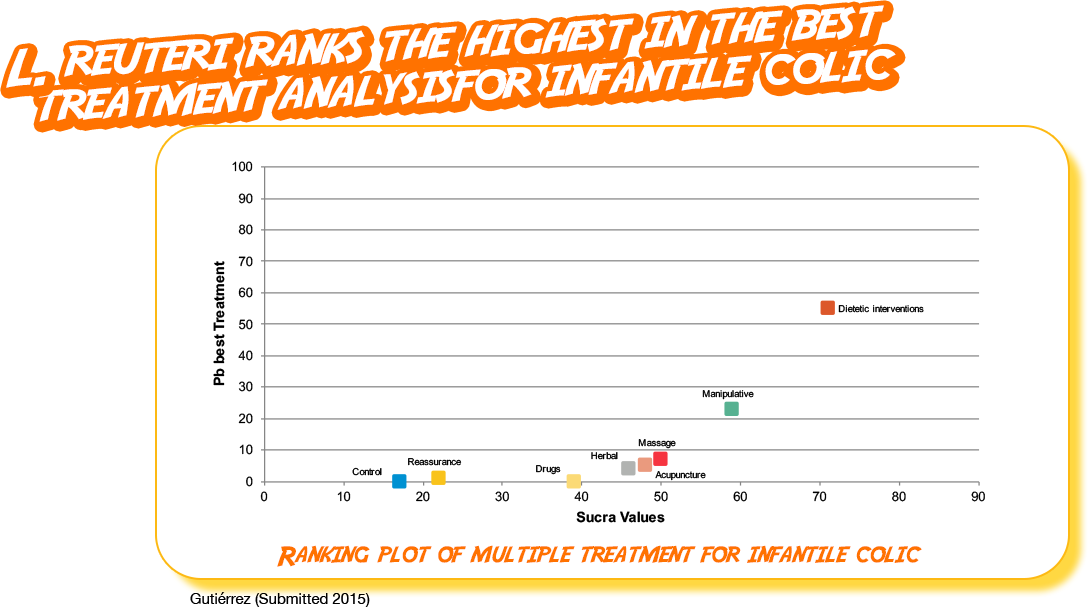 L. REUTERI RANKS THE HIGHEST IN THE BEST
TREATMENT ANALYSISFOR INFANTILE COLIC
100
90
80
70
60
50
40
30
20
10
0
Pb best Treatment
Dietetic interventions
Manipulative
Massage
Herbal
Acupuncture
Drugs
Reassurance
Control
0 10 20 30 40 50 60 70 80 90
Sucra Values
RANKING PLOT OF MULTIPLE TREATMENT FOR INFANTILE COLIC
Gutiérrez (Submitted 2015)